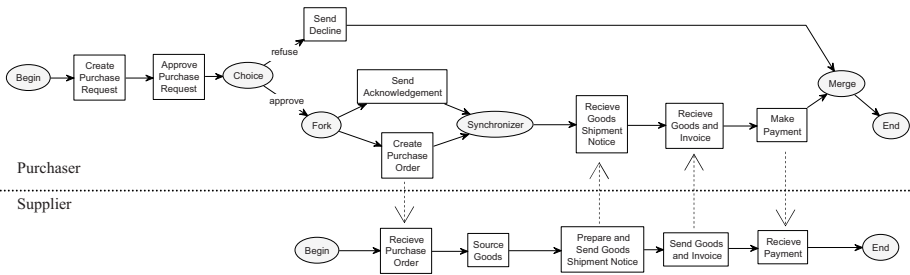 Send
Decline
refuse
Begin
Create
Purchase
Request
Approve
Purchase
Request
Choice
approve
Send
Acknowledgement
Fork
Create
Purchase
Order
Synchronizer
Recieve
Goods
Shipment
Notice
Recieve
Goods and
Invoice
Make
Payment
Merge
End
Purchaser
Supplier
Begin
Recieve
Purchase
Order
Source
Goods
Prepare and
Send Goods
Shipment Notice
Send Goods
and Invoice
Recieve
Payment
End